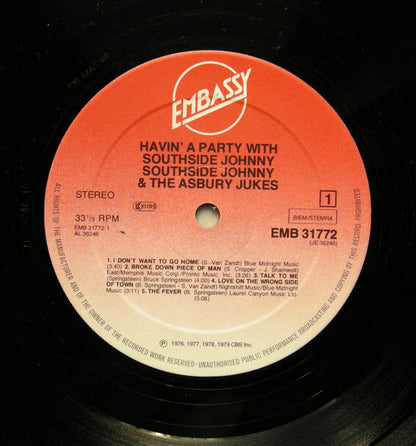 EMBASSY
HAVIN' A PARTY WITH
SOUTHSIDE JOHNNY
SOUTHSIDE JOHNNY
& THE ASBURY JUKES
STEREO
33⅓ RPM
EMB 31772-1
AL 36246
1
BIEM/STEMRA
EMB 31772
(JE 36246)
1. I DON'T WANT TO GO HOME (S. Van Zandt) Blue Midnight Music
(3:40) 2. BROKE DOWN PIECE OF MAN (S. Cropper - J. Shamwell)
East/Memphis Music Corp./Pronto Music, Inc. (3:31) 3. TALK TO ME
(Springsteen) Bruce Springsteen (4:01) 4. LOVE ON THE WRONG SIDE
OF TOWN (B. Springsteen - S. Van Zandt) Nightshift Music/Blue Midnight
Music (3:11) 5. THE FEVER (B. Springsteen) Laurel Canyon Music Ltd.
(5:06)
℗ 1976, 1977, 1978, 1979 CBS Inc.
ALL RIGHTS OF THE MANUFACTURER AND OF THE OWNER OF THE RECORDED WORK RESERVED - UNAUTHORISED PUBLIC PERFORMANCE BROADCASTING AND COPYING OF THIS RECORD PROHIBITED